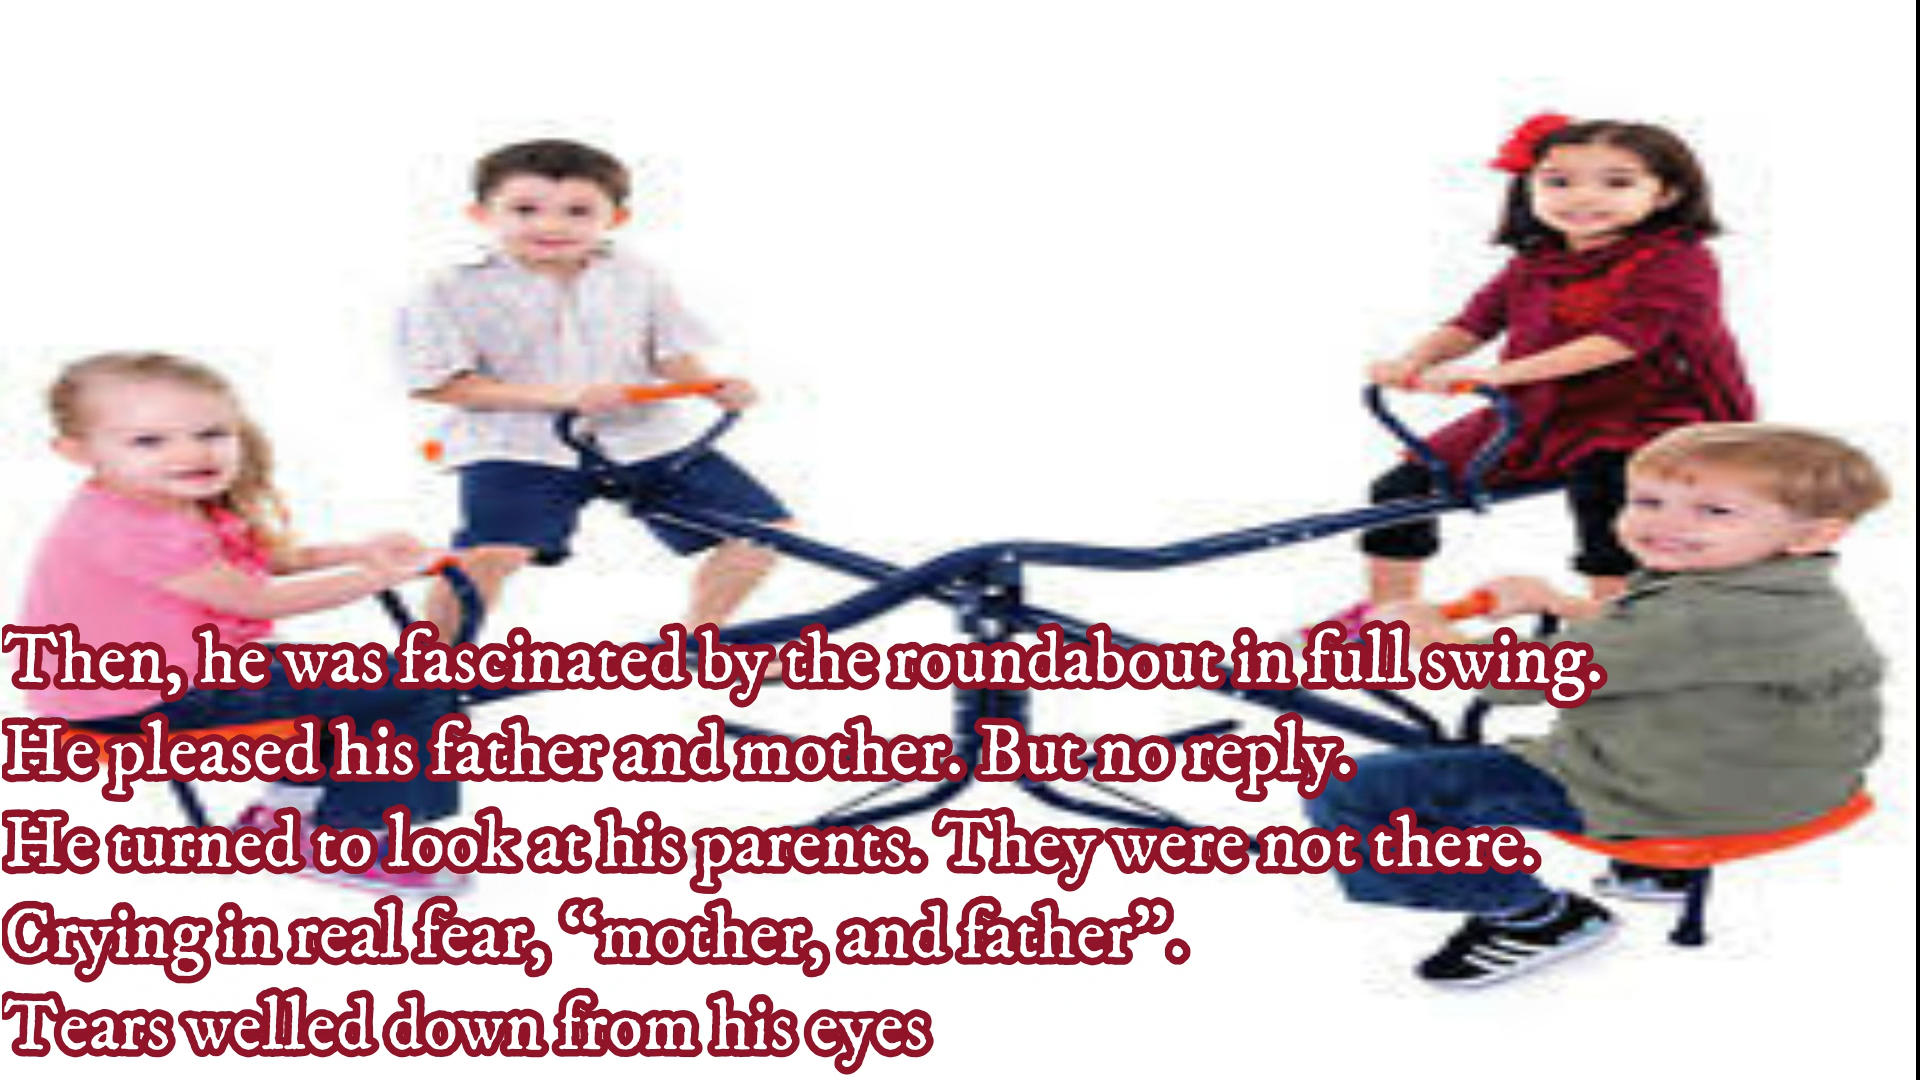 Then, he was fascinated by the roundabout in full swing.
He pleased his father and mother. But no reply.
He turned to look at his parents. They were not there.
Crying in real fear, “mother, and father”.
Tears welled down from his eyes